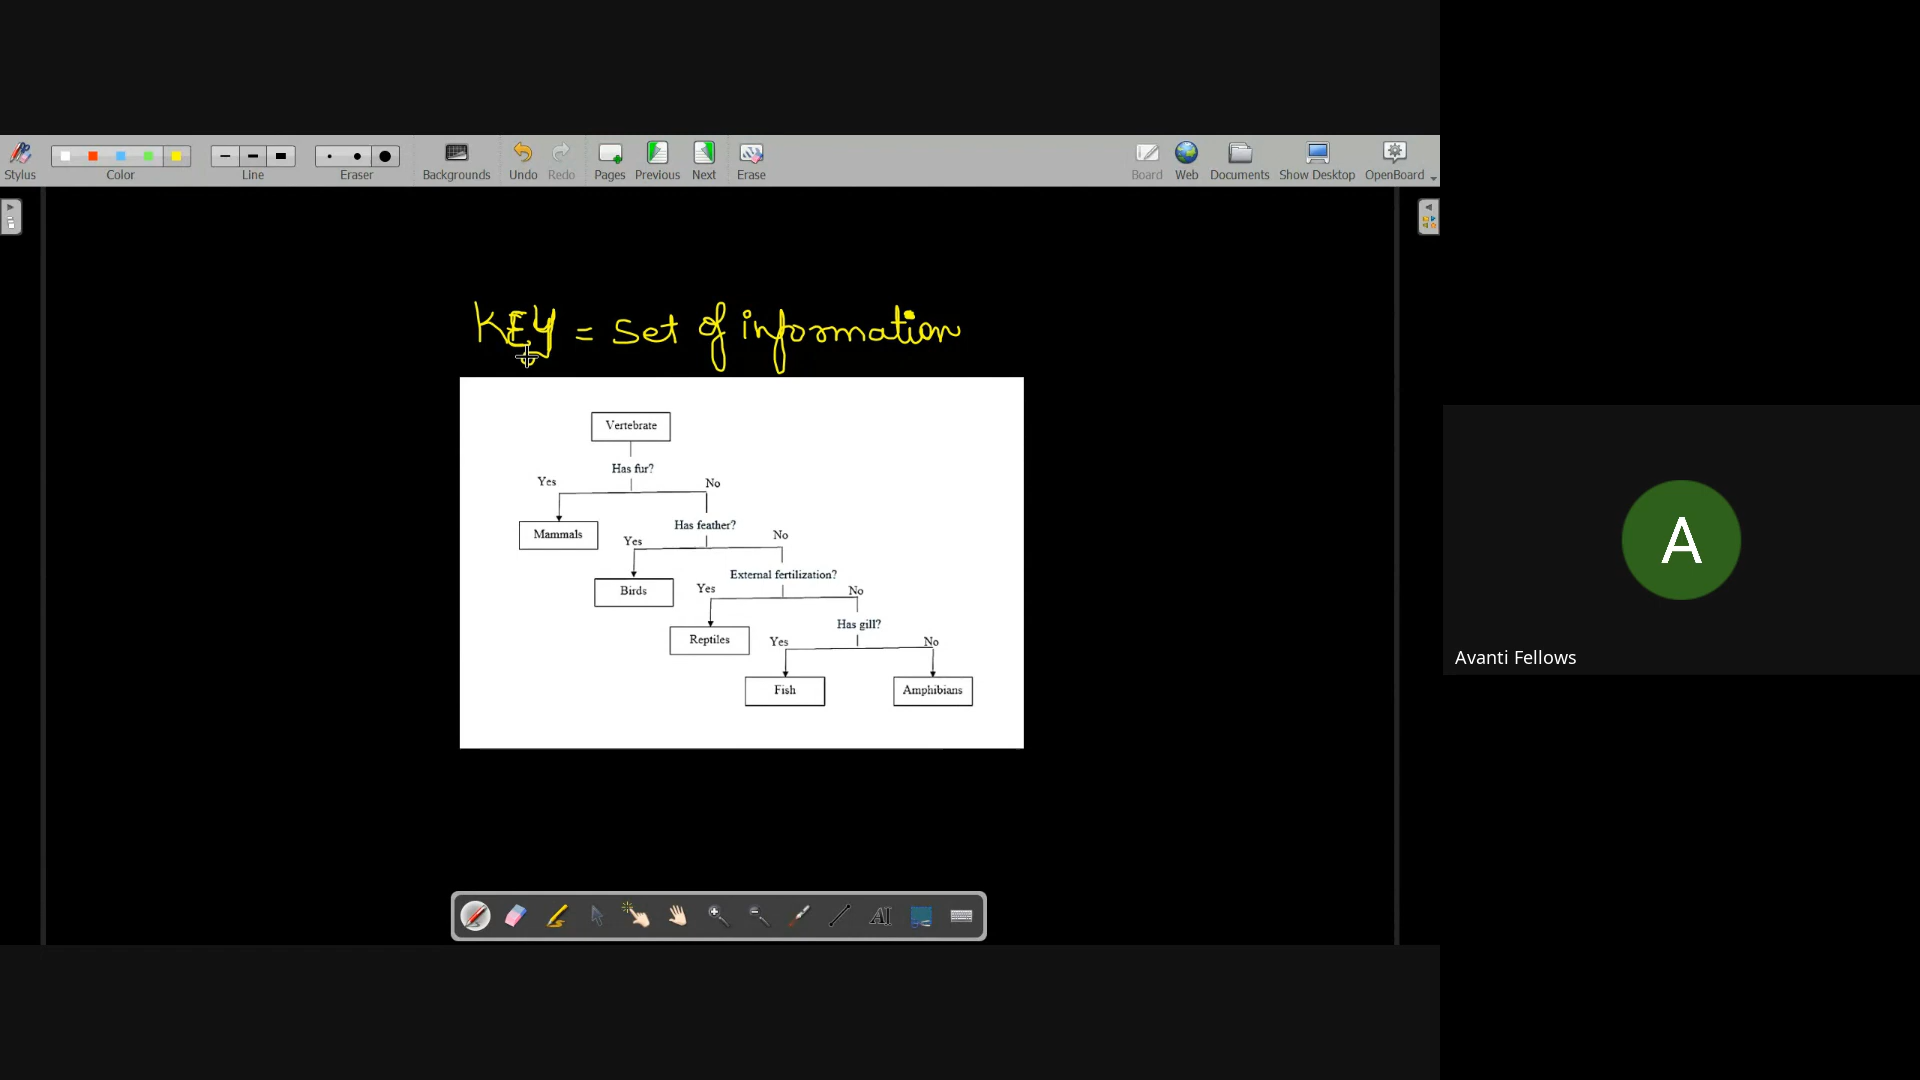 Stylus Color Line Eraser Backgrounds Undo Redo Pages Previous Next Erase Board Web Documents Show Desktop OpenBoard
KEY = Set of information
Vertebrate
Has fur?
Yes No
Has feather?
Mammals
Yes No
External fertilization?
Birds
Yes No
Has gill?
Reptiles
Yes No
Fish Amphibians
A
Avanti Fellows
AI